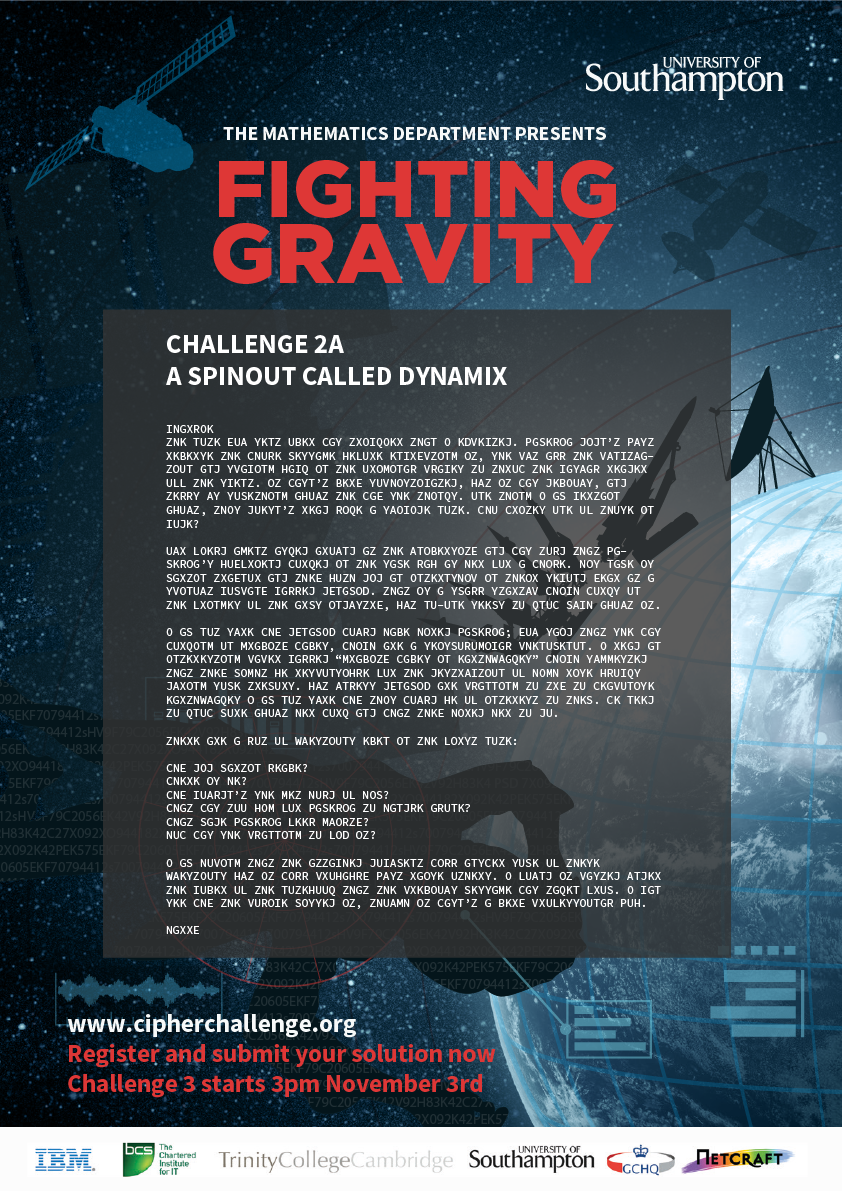 UNIVERSITY OF
Southampton
THE MATHEMATICS DEPARTMENT PRESENTS
FIGHTING
GRAVITY
CHALLENGE 2A
A SPINOUT CALLED DYNAMIX
INGXROK
ZNK TUZK EUA YKTZ UBKX CGY ZXOIQOKX ZNGT O KDVKIZKJ. PGSKROG JOJT’Z PAYZ
XKBKXYK ZNK CNURK SKYYGMK HKLUXK KTIXEVZOTM OZ, YNK VAZ GRR ZNK VATIZAG–
ZOUT GTJ YVGIOTM HGIQ OT ZNK UXOMOTGR VRGIKY ZU ZNXUC ZNK IGYAGR XKGJKX
ULL ZNK YIKTZ. OZ CGYT’Z BKXE YUVNOYZOIGZKJ, HAZ OZ CGY JKBOUAY, GTJ
ZKRRY AY YUSKZNOTM GHUAZ ZNK CGE YNK ZNOTQY. UTK ZNOTM O GS IKXZGOT
GHUAZ, ZNOY JUKYT’Z XKGJ ROQK G YAOIOJK TUZK. CNU CXOZKY UTK UL ZNUYK OT
IUJK?
UAX LOKRJ GMKTZ GYQKJ GXUATJ GZ ZNK ATOBKXYOZE GTJ CGY ZURJ ZNGZ PG–
SKROG’Y HUELXOKTJ CUXQKJ OT ZNK YGSK RGH GY NKX LUX G CNORK. NOY TGSK OY
SGXZOT ZXGETUX GTJ ZNKE HUZN JOJ GT OTZKXTYNOV OT ZNKOX YKIUTJ EKGX GZ G
YVOTUAZ IUSVGTE IGRRKJ JETGSOD. ZNGZ OY G YSGRR YZGXZAV CNOIN CUXQY UT
ZNK LXOTMKY UL ZNK GXSY OTJAYZXE, HAZ TU–UTK YKKSY ZU QTUC SAIN GHUAZ OZ.
O GS TUZ YAXK CNE JETGSOD CUARJ NGBK NOXKJ PGSKROG; EUA YGOJ ZNGZ YNK CGY
CUXQOTM UT MXGBOZE CGBKY, CNOIN GXK G YKOYSURUMOIGR VNKTUSKTUT. O XKGJ GT
OTZKXKYZOTM VGVKX IGRRKJ “MXGBOZE CGBKY OT KGXZNWAGQKY” CNOIN YAMMKYZKJ
ZNGZ ZNKE SOMNZ HK XKYVUTYOHRK LUX ZNK JKYZXAIZOUT UL NOMN XOYK HRUIQY
JAXOTM YUSK ZXKSUXY. HAZ ATRKYY JETGSOD GXK VRGTTOTM ZU ZXE ZU CKGVUTOYK
KGXZNWAGQKY O GS TUZ YAXK CNE ZNOY CUARJ HK UL OTZKXKYZ ZU ZNKS. CK TKKJ
ZU QTUC SUXK GHUAZ NKX CUXQ GTJ CNGZ ZNKE NOXKJ NKX ZU JU.
ZNKXK GXK G RUZ UL WAKYZOUTY KBKT OT ZNK LOXYZ TUZK:
CNE JOJ SGXZOT RKGBK?
CNKXK OY NK?
CNE IUARJT’Z YNK MKZ NURJ UL NOS?
CNGZ CGY ZUU HOM LUX PGSKROG ZU NGTJRK GRUTK?
CNGZ SGJK PGSKROG LKKR MAORZE?
NUC CGY YNK VRGTTOTM ZU LOD OZ?
O GS NUVOTM ZNGZ ZNK GZZGINKJ JUIASKTZ CORR GTYCKX YUSK UL ZNKYK
WAKYZOUTY HAZ OZ CORR VXUHGHRE PAYZ XGOYK UZNKXY. O LUATJ OZ VGYZKJ ATJKX
ZNK IUBKX UL ZNK TUZKHUUQ ZNGZ ZNK VXKBOUAY SKYYGMK CGY ZGQKT LXUS. O IGT
YKK CNE ZNK VUROIK SOYYKJ OZ, ZNUAMN OZ CGYT’Z G BKXE VXULKYYOUTGR PUH.
NGXXE
www.cipherchallenge.org
Register and submit your solution now
Challenge 3 starts 3pm November 3rd
IBM
bcs The Chartered Institute for IT
TrinityCollegeCambridge
UNIVERSITY OF Southampton
GCHQ
NETCRAFT